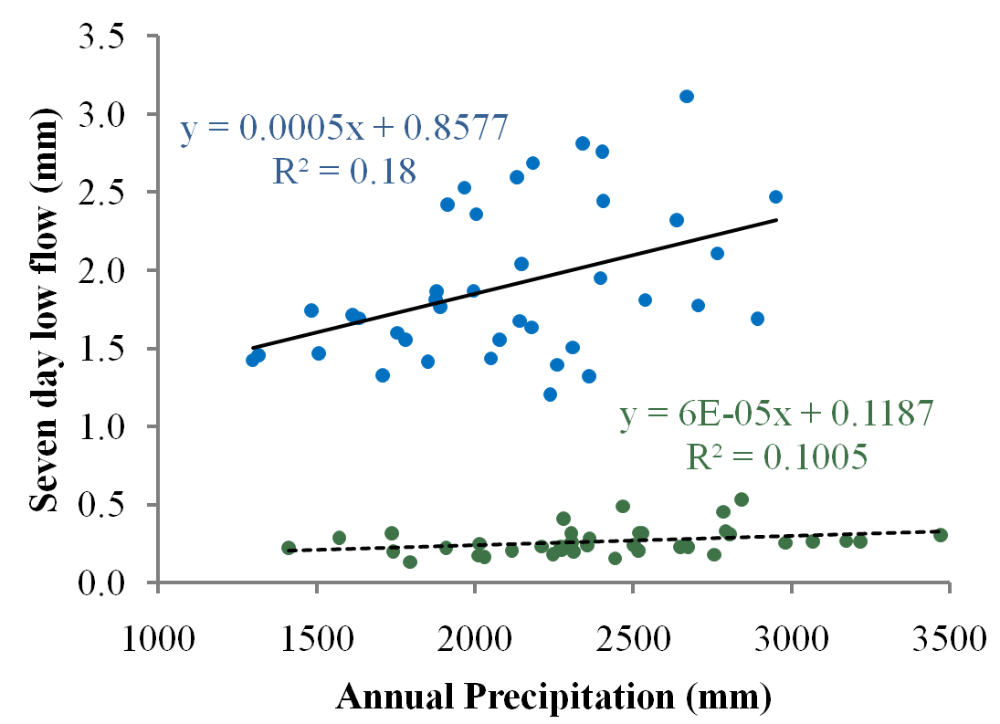 3.5
3.0
2.5
2.0
1.5
1.0
0.5
0.0
Seven day low flow (mm)
y = 0.0005x + 0.8577
R² = 0.18
y = 6E-05x + 0.1187
R² = 0.1005
1000 1500 2000 2500 3000 3500
Annual Precipitation (mm)